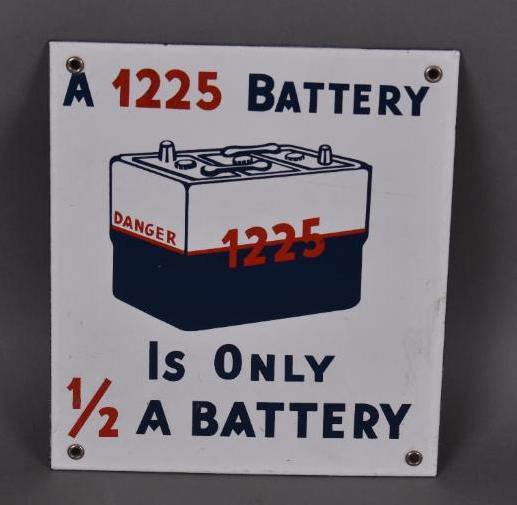 A 1225 BATTERY
DANGER
1225
IS ONLY
1/2 A BATTERY